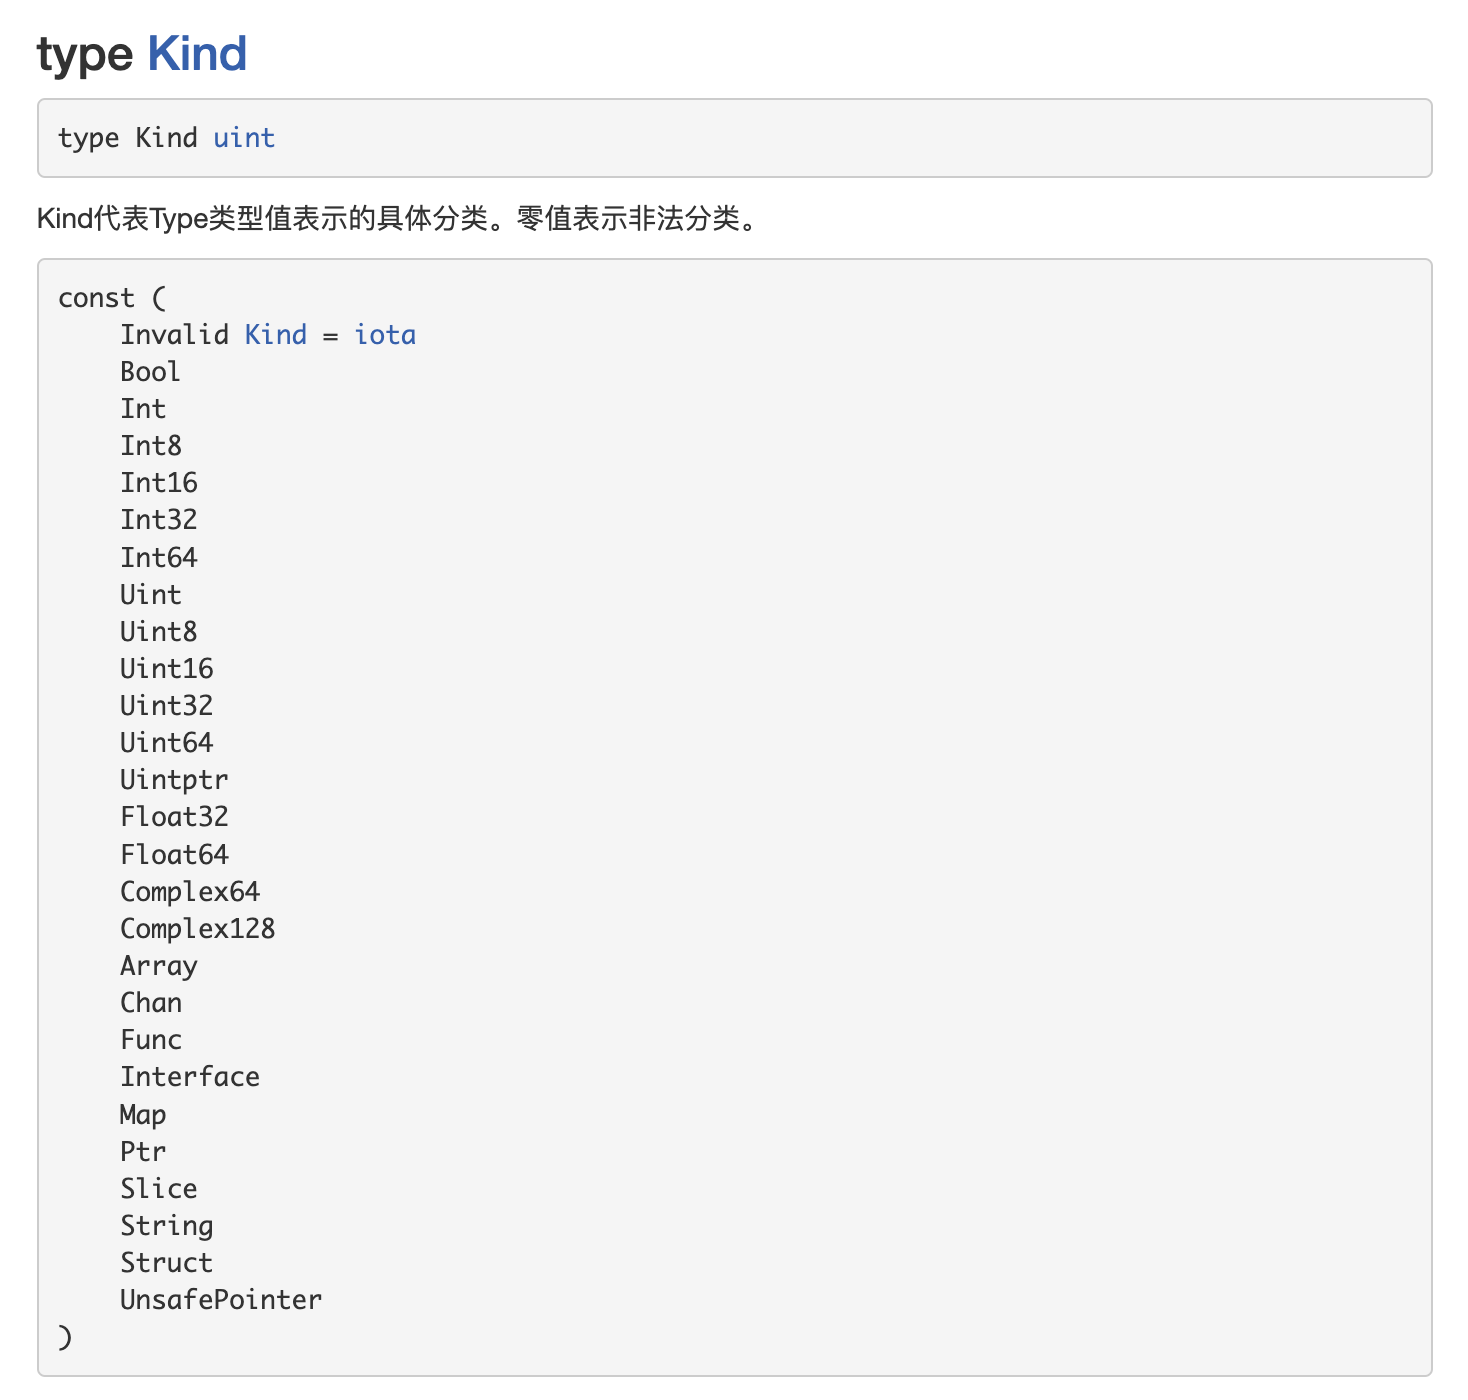 type Kind
type Kind uint
Kind代表Type类型值表示的具体分类。零值表示非法分类。
const (
    Invalid Kind = iota
    Bool
    Int
    Int8
    Int16
    Int32
    Int64
    Uint
    Uint8
    Uint16
    Uint32
    Uint64
    Uintptr
    Float32
    Float64
    Complex64
    Complex128
    Array
    Chan
    Func
    Interface
    Map
    Ptr
    Slice
    String
    Struct
    UnsafePointer
)